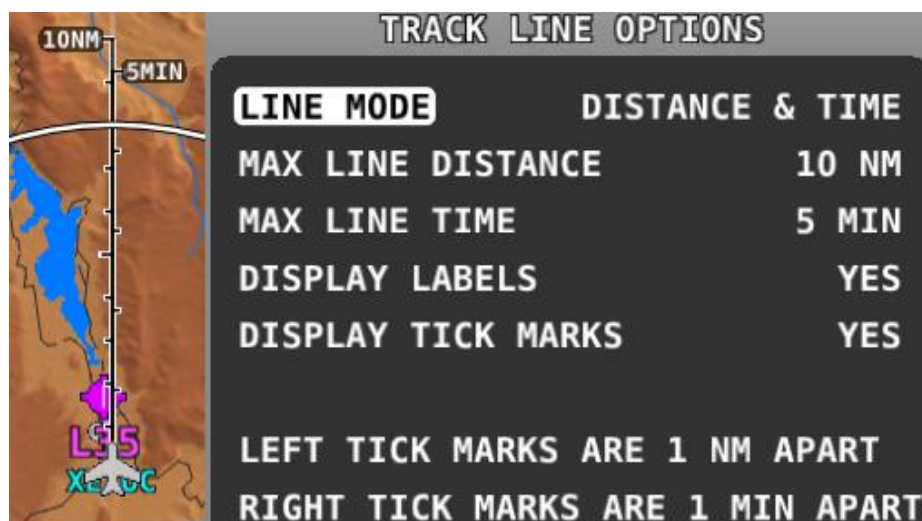 10NM
5MIN
L35
TRACK LINE OPTIONS
LINE MODE DISTANCE & TIME
MAX LINE DISTANCE 10 NM
MAX LINE TIME 5 MIN
DISPLAY LABELS YES
DISPLAY TICK MARKS YES
LEFT TICK MARKS ARE 1 NM APART
RIGHT TICK MARKS ARE 1 MIN APART